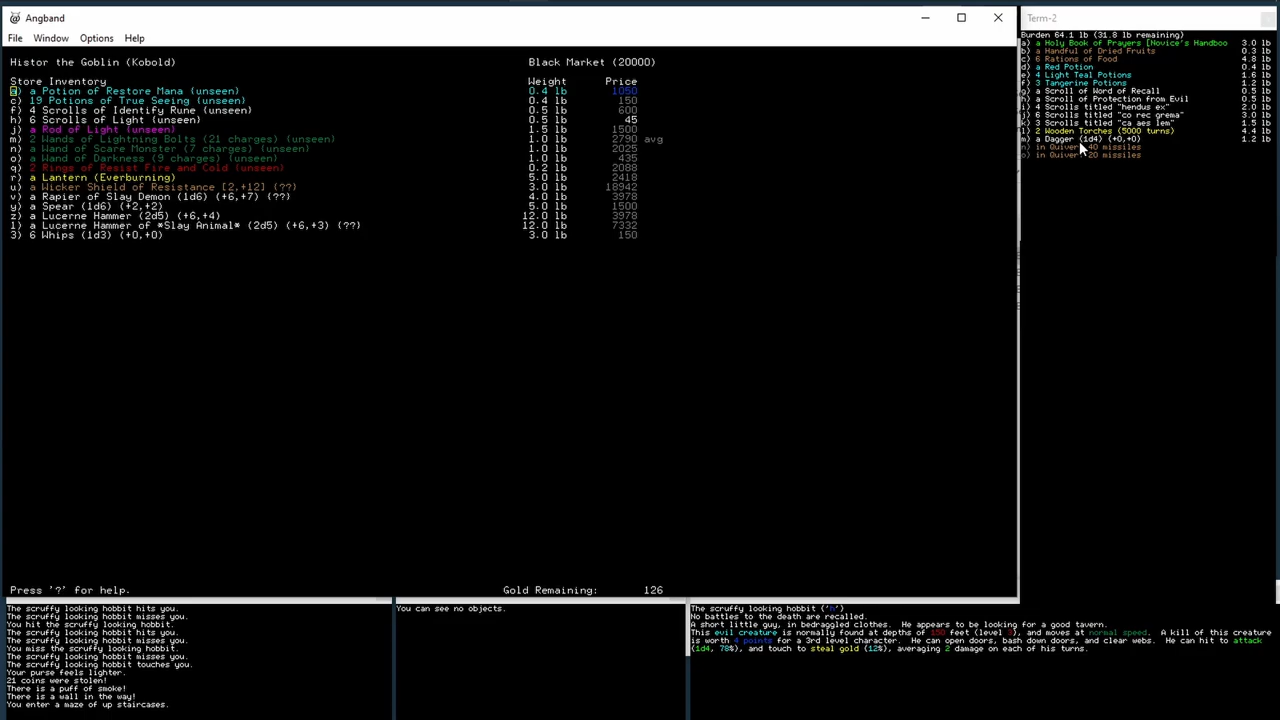 Angband
File Window Options Help
Histor the Goblin (Kobold) Black Market (20000)
Store Inventory Weight Price
a) a Potion of Restore Mana (unseen) 0.4 lb 1050
c) 19 Potions of True Seeing (unseen) 0.4 lb 150
f) 4 Scrolls of Identify Rune (unseen) 0.5 lb 600
h) 6 Scrolls of Light (unseen) 0.5 lb 45
j) a Rod of Light (unseen) 1.5 lb 1500
m) 2 Wands of Lightning Bolts (21 charges) (unseen) 1.0 lb 2790 avg
n) a Wand of Scare Monster (7 charges) (unseen) 1.0 lb 2025
o) a Wand of Darkness (9 charges) (unseen) 1.0 lb 435
q) 2 Rings of Resist Fire and Cold (unseen) 0.2 lb 2088
r) a Lantern (Everburning) 5.0 lb 2418
u) a Wicker Shield of Resistance [2,+12] (??) 3.0 lb 18942
v) a Rapier of Slay Demon (1d6) (+6,+7) (??) 4.0 lb 3978
y) a Spear (1d6) (+2,+2) 5.0 lb 1500
z) a Lucerne Hammer (2d5) (+6,+4) 12.0 lb 3978
1) a Lucerne Hammer of *Slay Animal* (2d5) (+6,+3) (??) 12.0 lb 7332
3) 6 Whips (1d3) (+0,+0) 3.0 lb 150
Press '?' for help. Gold Remaining: 126
Term-2
Burden 64.1 lb (31.8 lb remaining)
a) a Holy Book of Prayers [Novice's Handboo 3.0 lb
b) a Handful of Dried Fruits 0.3 lb
c) 6 Rations of Food 4.8 lb
d) a Red Potion 0.4 lb
e) 4 Light Teal Potions 1.6 lb
f) 3 Tangerine Potions 1.2 lb
g) a Scroll of Word of Recall 0.5 lb
h) a Scroll of Protection from Evil 0.5 lb
i) 4 Scrolls titled "hendus ex" 2.0 lb
j) 6 Scrolls titled "co rec grema" 3.0 lb
k) 3 Scrolls titled "ca aes lem" 1.5 lb
l) 2 Wooden Torches (5000 turns) 4.4 lb
m) a Dagger (1d4) (+0,+0) 1.2 lb
n) in Quiver: 40 missiles
o) in Quiver: 20 missiles
The scruffy looking hobbit hits you.
The scruffy looking hobbit misses you.
You hit the scruffy looking hobbit.
The scruffy looking hobbit hits you.
The scruffy looking hobbit misses you.
You miss the scruffy looking hobbit.
The scruffy looking hobbit misses you.
The scruffy looking hobbit touches you.
Your purse feels lighter.
21 coins were stolen!
There is a puff of smoke!
There is a wall in the way!
You enter a maze of up staircases.
You can see no objects.
The scruffy looking hobbit ('h')
No battles to the death are recalled.
A short little guy, in bedraggled clothes. He appears to be looking for a good tavern.
This evil creature is normally found at depths of 150 feet (level 3), and moves at normal speed. A kill of this creature
is worth 4 points for a 3rd level character. He can open doors, bash down doors, and clear webs. He can hit to attack
(1d4, 78%), and touch to steal gold (12%), averaging 2 damage on each of his turns.